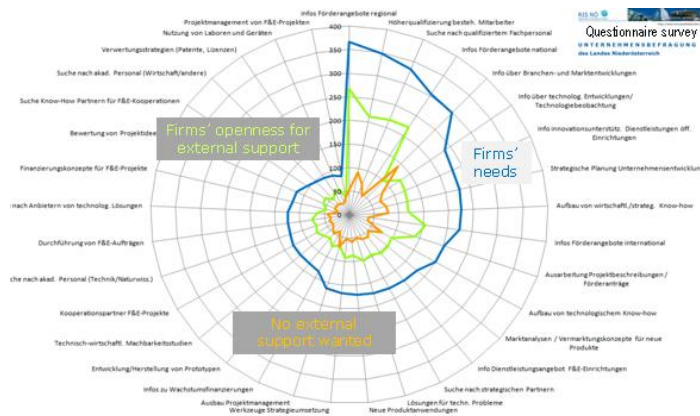 Infos Förderangebote regional
Höherqualifizierung besteh. Mitarbeiter
Suche nach qualifiziertem Fachpersonal
Infos Förderangebote national
Info über Branchen- und Marktentwicklungen
Info über technolog. Entwicklungen/
Technologiebeobachtung
Info innovationsunterstütz. Dienstleistungen öff.
Einrichtungen
Strategische Planung Unternehmensentwicklun
Aufbau von wirtschaftl./strateg. Know-how
Infos Förderangebote international
Ausarbeitung Projektbeschreibungen /
Förderanträge
Aufbau von technologischem Know-how
Marktanalysen / Vermarktungskonzepte für neue
Produkte
Info Dienstleistungsangebot F&E-Einrichtungen
Suche nach strategischen Partnern
Lösungen für techn. Probleme
Neue Produktanwendungen
Werkzeuge Strategieumsetzung
Ausbau Projektmanagement
Infos zu Wachstumsfinanzierungen
Entwicklung/Herstellung von Prototypen
Technisch-wirtschaftl. Machbarkeitsstudien
Kooperationspartner F&E-Projekte
che nach akad. Personal (Technik/Naturwiss.)
Durchführung von F&E-Aufträgen
nach Anbietern von technolog. Lösungen
Finanzierungskonzepte für F&E-Projekte
Bewertung von Projektidee
Suche Know-How Partnern für F&E-Kooperationen
Suche nach akad. Personal (Wirtschaft/andere)
Verwertungsstrategien (Patente, Lizenzen)
Nutzung von Laboren und Geräten
Projektmanagement von F&E-Projekten
400
350
300
250
200
150
100
50
0
Firms' openness for
external support
Firms'
needs
No external
support wanted
RIS NÖ
Questionnaire survey
UNTERNEHMENSBEFRAGUNG
des Landes Niederösterreich